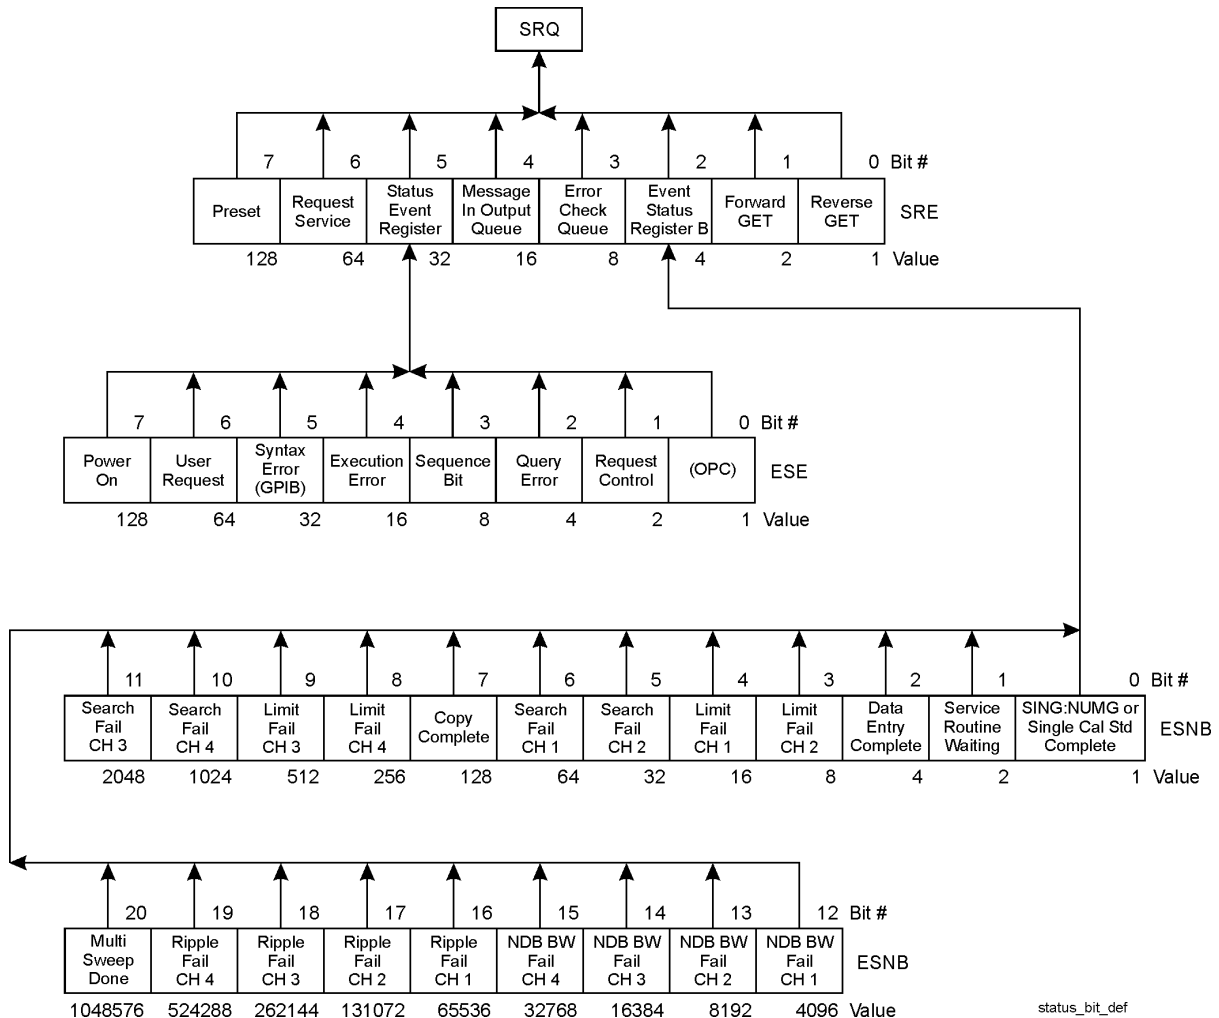 SRQ
7 6 5 4 3 2 1 0 Bit #
Preset
Request
Service
Status
Event
Register
Message
In Output
Queue
Error
Check
Queue
Event
Status
Register B
Forward
GET
Reverse
GET
SRE
128 64 32 16 8 4 2 1 Value
7 6 5 4 3 2 1 0 Bit #
Power
On
User
Request
Syntax
Error
(GPIB)
Execution
Error
Sequence
Bit
Query
Error
Request
Control
(OPC)
ESE
128 64 32 16 8 4 2 1 Value
11 10 9 8 7 6 5 4 3 2 1 0 Bit #
Search
Fail
CH 3
Search
Fail
CH 4
Limit
Fail
CH 3
Limit
Fail
CH 4
Copy
Complete
Search
Fail
CH 1
Search
Fail
CH 2
Limit
Fail
CH 1
Limit
Fail
CH 2
Data
Entry
Complete
Service
Routine
Waiting
SING:NUMG or
Single Cal Std
Complete
ESNB
2048 1024 512 256 128 64 32 16 8 4 2 1 Value
20 19 18 17 16 15 14 13 12 Bit #
Multi
Sweep
Done
Ripple
Fail
CH 4
Ripple
Fail
CH 3
Ripple
Fail
CH 2
Ripple
Fail
CH 1
NDB BW
Fail
CH 4
NDB BW
Fail
CH 3
NDB BW
Fail
CH 2
NDB BW
Fail
CH 1
ESNB
1048576 524288 262144 131072 65536 32768 16384 8192 4096 Value
status_bit_def